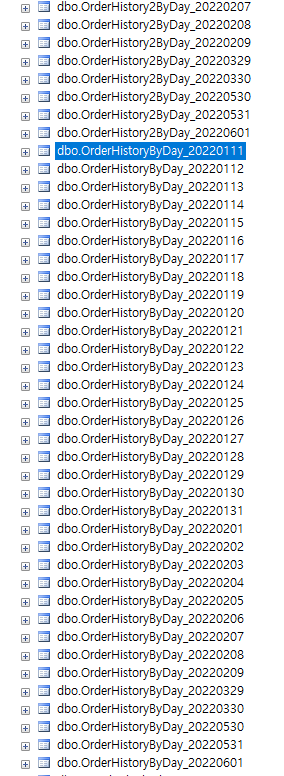 dbo.OrderHistory2ByDay_20220207
dbo.OrderHistory2ByDay_20220208
dbo.OrderHistory2ByDay_20220209
dbo.OrderHistory2ByDay_20220329
dbo.OrderHistory2ByDay_20220330
dbo.OrderHistory2ByDay_20220530
dbo.OrderHistory2ByDay_20220531
dbo.OrderHistory2ByDay_20220601
dbo.OrderHistoryByDay_20220111
dbo.OrderHistoryByDay_20220112
dbo.OrderHistoryByDay_20220113
dbo.OrderHistoryByDay_20220114
dbo.OrderHistoryByDay_20220115
dbo.OrderHistoryByDay_20220116
dbo.OrderHistoryByDay_20220117
dbo.OrderHistoryByDay_20220118
dbo.OrderHistoryByDay_20220119
dbo.OrderHistoryByDay_20220120
dbo.OrderHistoryByDay_20220121
dbo.OrderHistoryByDay_20220122
dbo.OrderHistoryByDay_20220123
dbo.OrderHistoryByDay_20220124
dbo.OrderHistoryByDay_20220125
dbo.OrderHistoryByDay_20220126
dbo.OrderHistoryByDay_20220127
dbo.OrderHistoryByDay_20220128
dbo.OrderHistoryByDay_20220129
dbo.OrderHistoryByDay_20220130
dbo.OrderHistoryByDay_20220131
dbo.OrderHistoryByDay_20220201
dbo.OrderHistoryByDay_20220202
dbo.OrderHistoryByDay_20220203
dbo.OrderHistoryByDay_20220204
dbo.OrderHistoryByDay_20220205
dbo.OrderHistoryByDay_20220206
dbo.OrderHistoryByDay_20220207
dbo.OrderHistoryByDay_20220208
dbo.OrderHistoryByDay_20220209
dbo.OrderHistoryByDay_20220329
dbo.OrderHistoryByDay_20220330
dbo.OrderHistoryByDay_20220530
dbo.OrderHistoryByDay_20220531
dbo.OrderHistoryByDay_20220601